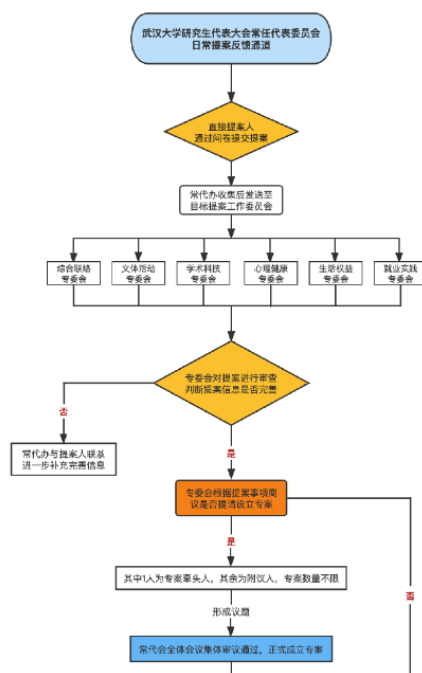 武汉大学研究生代表大会常任代表委员会
日常提案反馈通道
直接提案人
通过问卷提交提案
常代办收集后发送至
目标提案工作委员会
综合联络
专委会
文体活动
专委会
学术科技
专委会
心理健康
专委会
生活权益
专委会
就业实践
专委会
专委会对提案进行审查
判断提案信息是否完善
否
常代办与提案人联系
进一步补充完善信息
是
专委会根据提案事项商
议是否提请设立专案
是
其中1人为专案牵头人，其余为附议人，专案数量不限
否
形成议题
常代会全体会议集体审议通过，正式成立专案